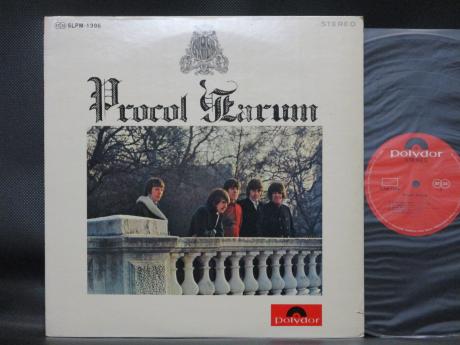 SLPM-1396
STEREO
Procol Harum
Polydor
Polydor